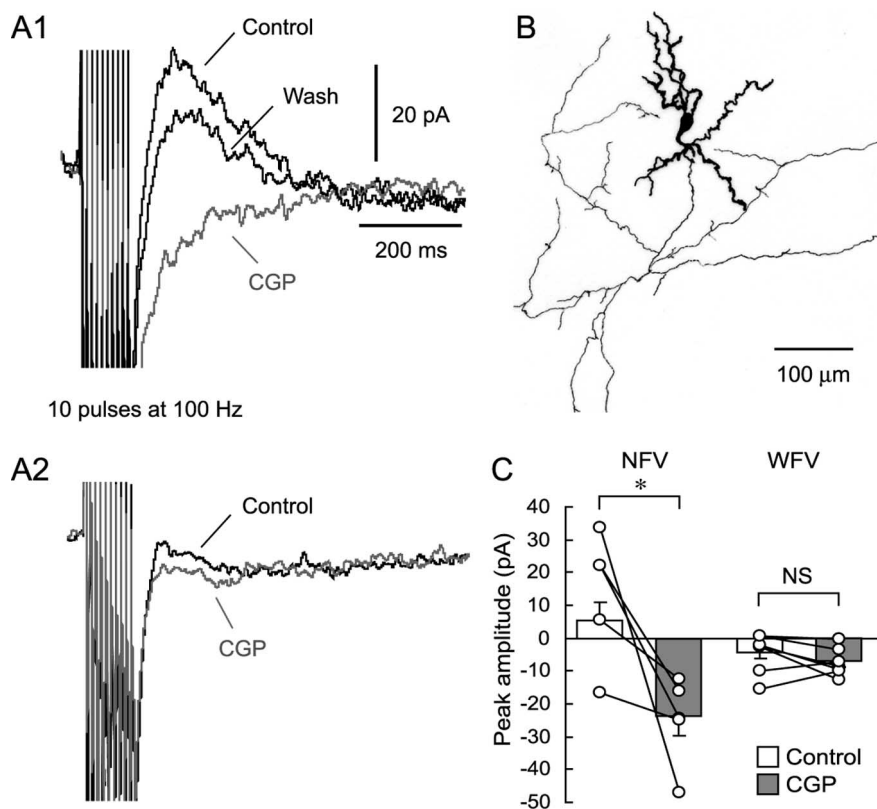 A1
Control
Wash
20 pA
200 ms
CGP
10 pulses at 100 Hz
B
100 μm
A2
Control
CGP
C
NFV WFV
*
NS
Peak amplitude (pA)
40
30
20
10
0
-10
-20
-30
-40
-50
Control
CGP